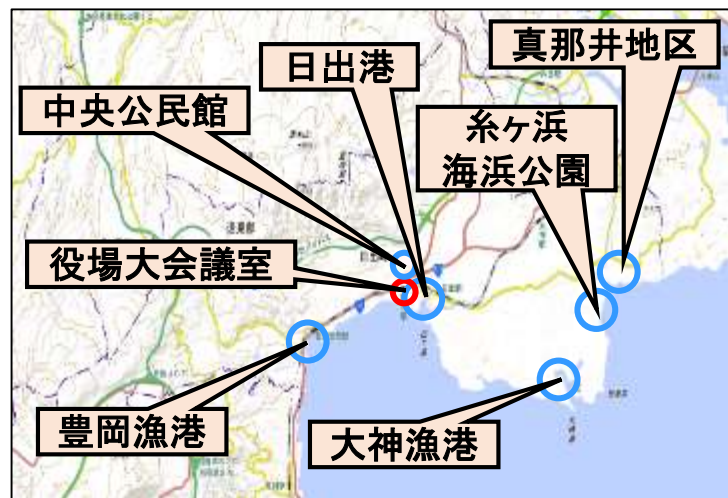 真那井地区
日出港
中央公民館
糸ヶ浜
海浜公園
役場大会議室
豊岡漁港
大神漁港